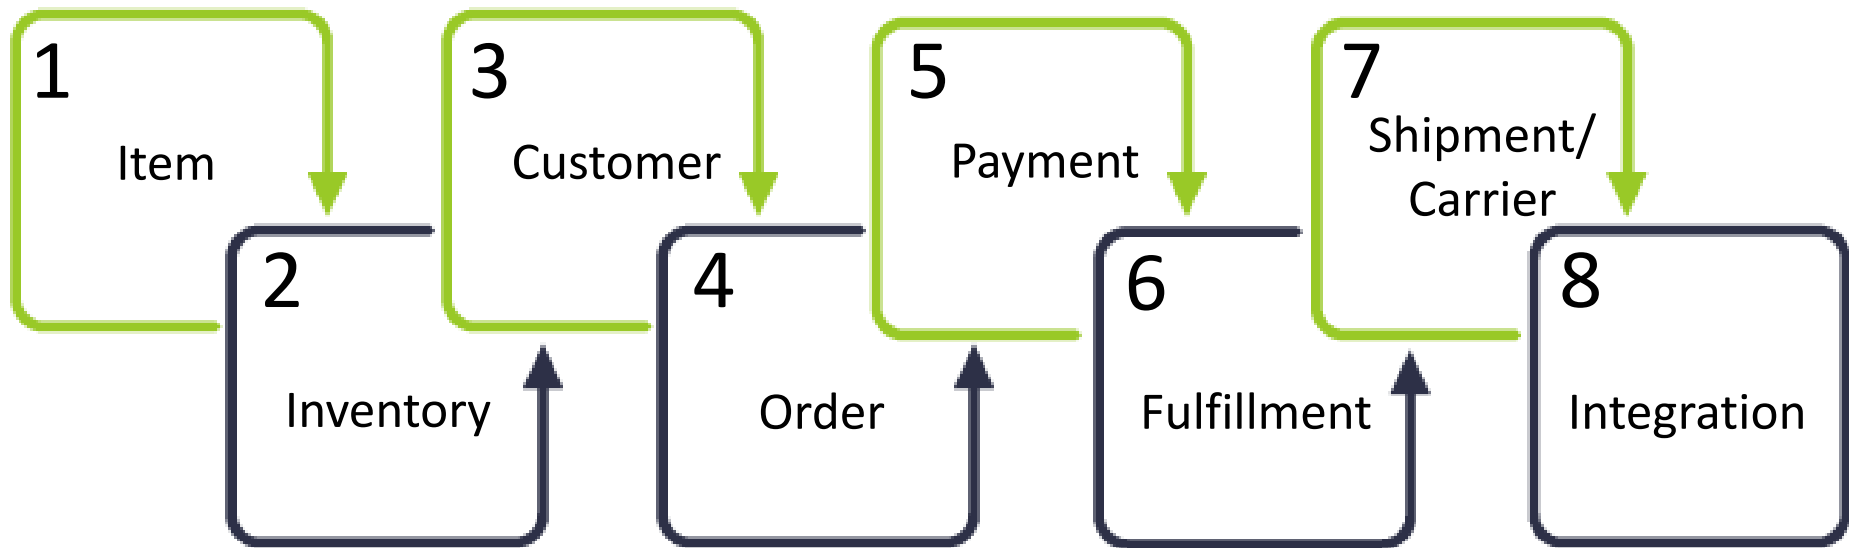 1
Item
2
Inventory
3
Customer
4
Order
5
Payment
6
Fulfillment
7
Shipment/
Carrier
8
Integration